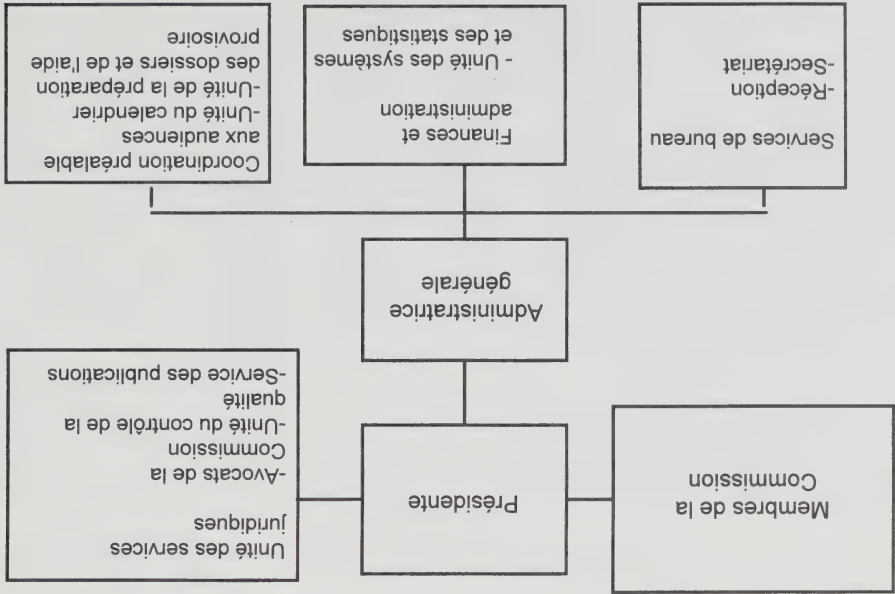 Membres de la
Commission
Présidente
Unité des services
juridiques
-Avocats de la
Commission
-Unité du contrôle de la
qualité
-Service des publications
Administratrice
générale
Services de bureau
-Réception
-Secrétariat
Finances et
administration
- Unité des systèmes
et des statistiques
Coordination préalable
aux audiences
-Unité du calendrier
-Unité de la préparation
des dossiers et de l'aide
provisoire